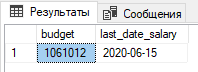 Результаты Сообщения
budget last_date_salary
1 1061012 2020-06-15